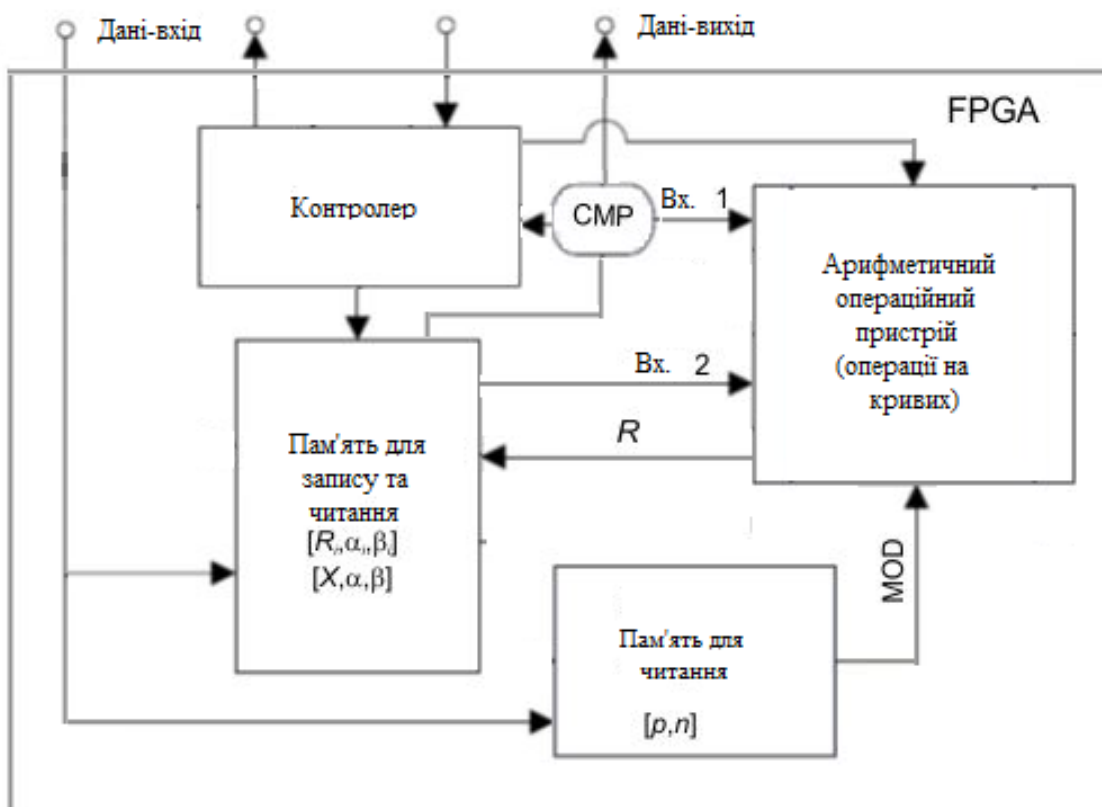 Дані-вхід
Дані-вихід
FPGA
Контролер
CMP
Вх. 1
Арифметичний
операційний
пристрій
(операції на
кривих)
Вх. 2
R
Пам'ять для
запису та
читання
[Rᵢ,αᵢ,βᵢ]
[X,α,β]
MOD
Пам'ять для
читання
[p,n]